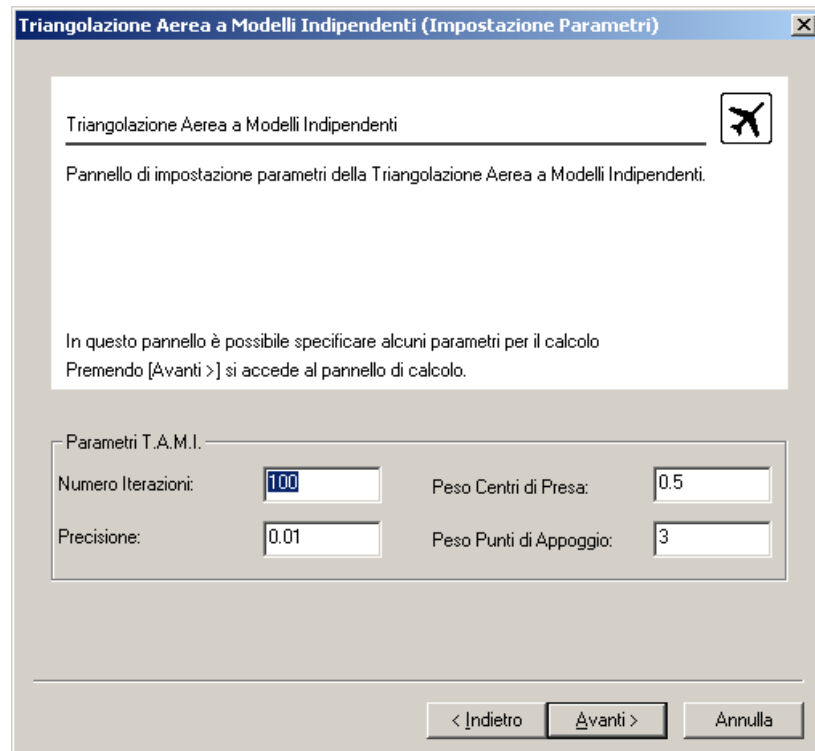 Triangolazione Aerea a Modelli Indipendenti (Impostazione Parametri)
Triangolazione Aerea a Modelli Indipendenti
Pannello di impostazione parametri della Triangolazione Aerea a Modelli Indipendenti.
In questo pannello è possibile specificare alcuni parametri per il calcolo
Premendo [Avanti >] si accede al pannello di calcolo.
Parametri T.A.M.I.
Numero Iterazioni: 100 Peso Centri di Presa: 0.5
Precisione: 0.01 Peso Punti di Appoggio: 3
< Indietro Avanti > Annulla